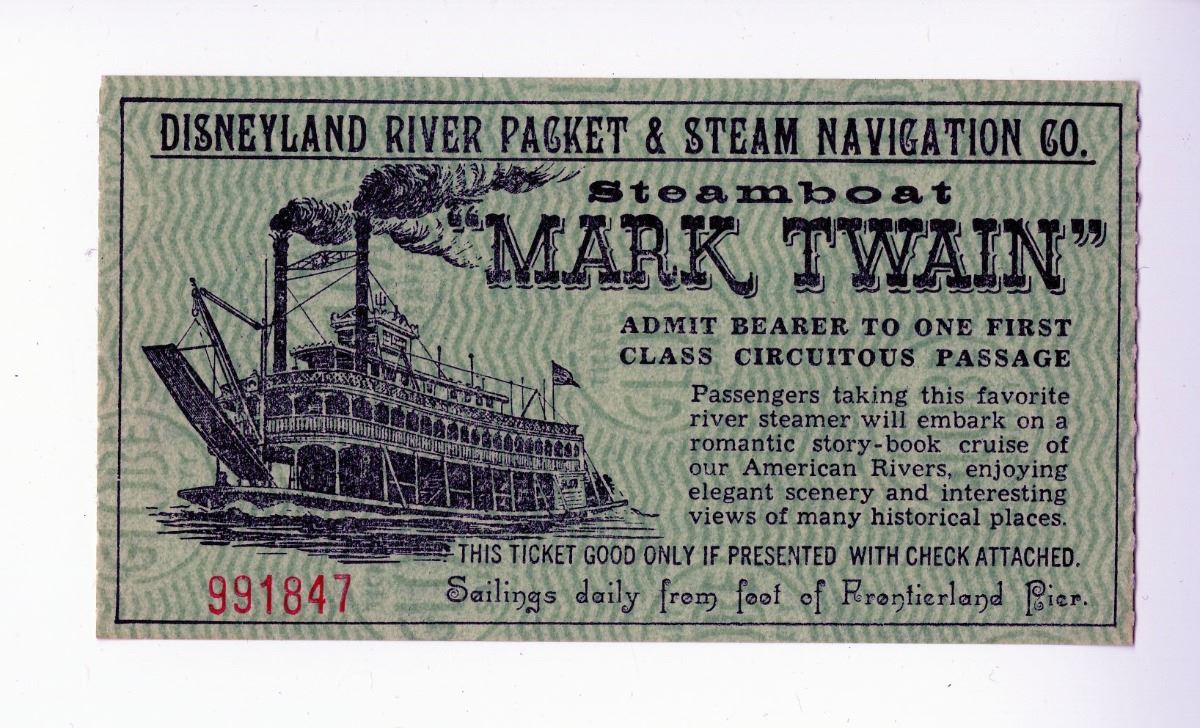 DISNEYLAND RIVER PACKET & STEAM NAVIGATION CO.
Steamboat
"MARK TWAIN"
ADMIT BEARER TO ONE FIRST
CLASS CIRCUITOUS PASSAGE
Passengers taking this favorite
river steamer will embark on a
romantic story-book cruise of
our American Rivers, enjoying
elegant scenery and interesting
views of many historical places.
THIS TICKET GOOD ONLY IF PRESENTED WITH CHECK ATTACHED.
991847
Sailings daily from foot of Frontierland Pier.